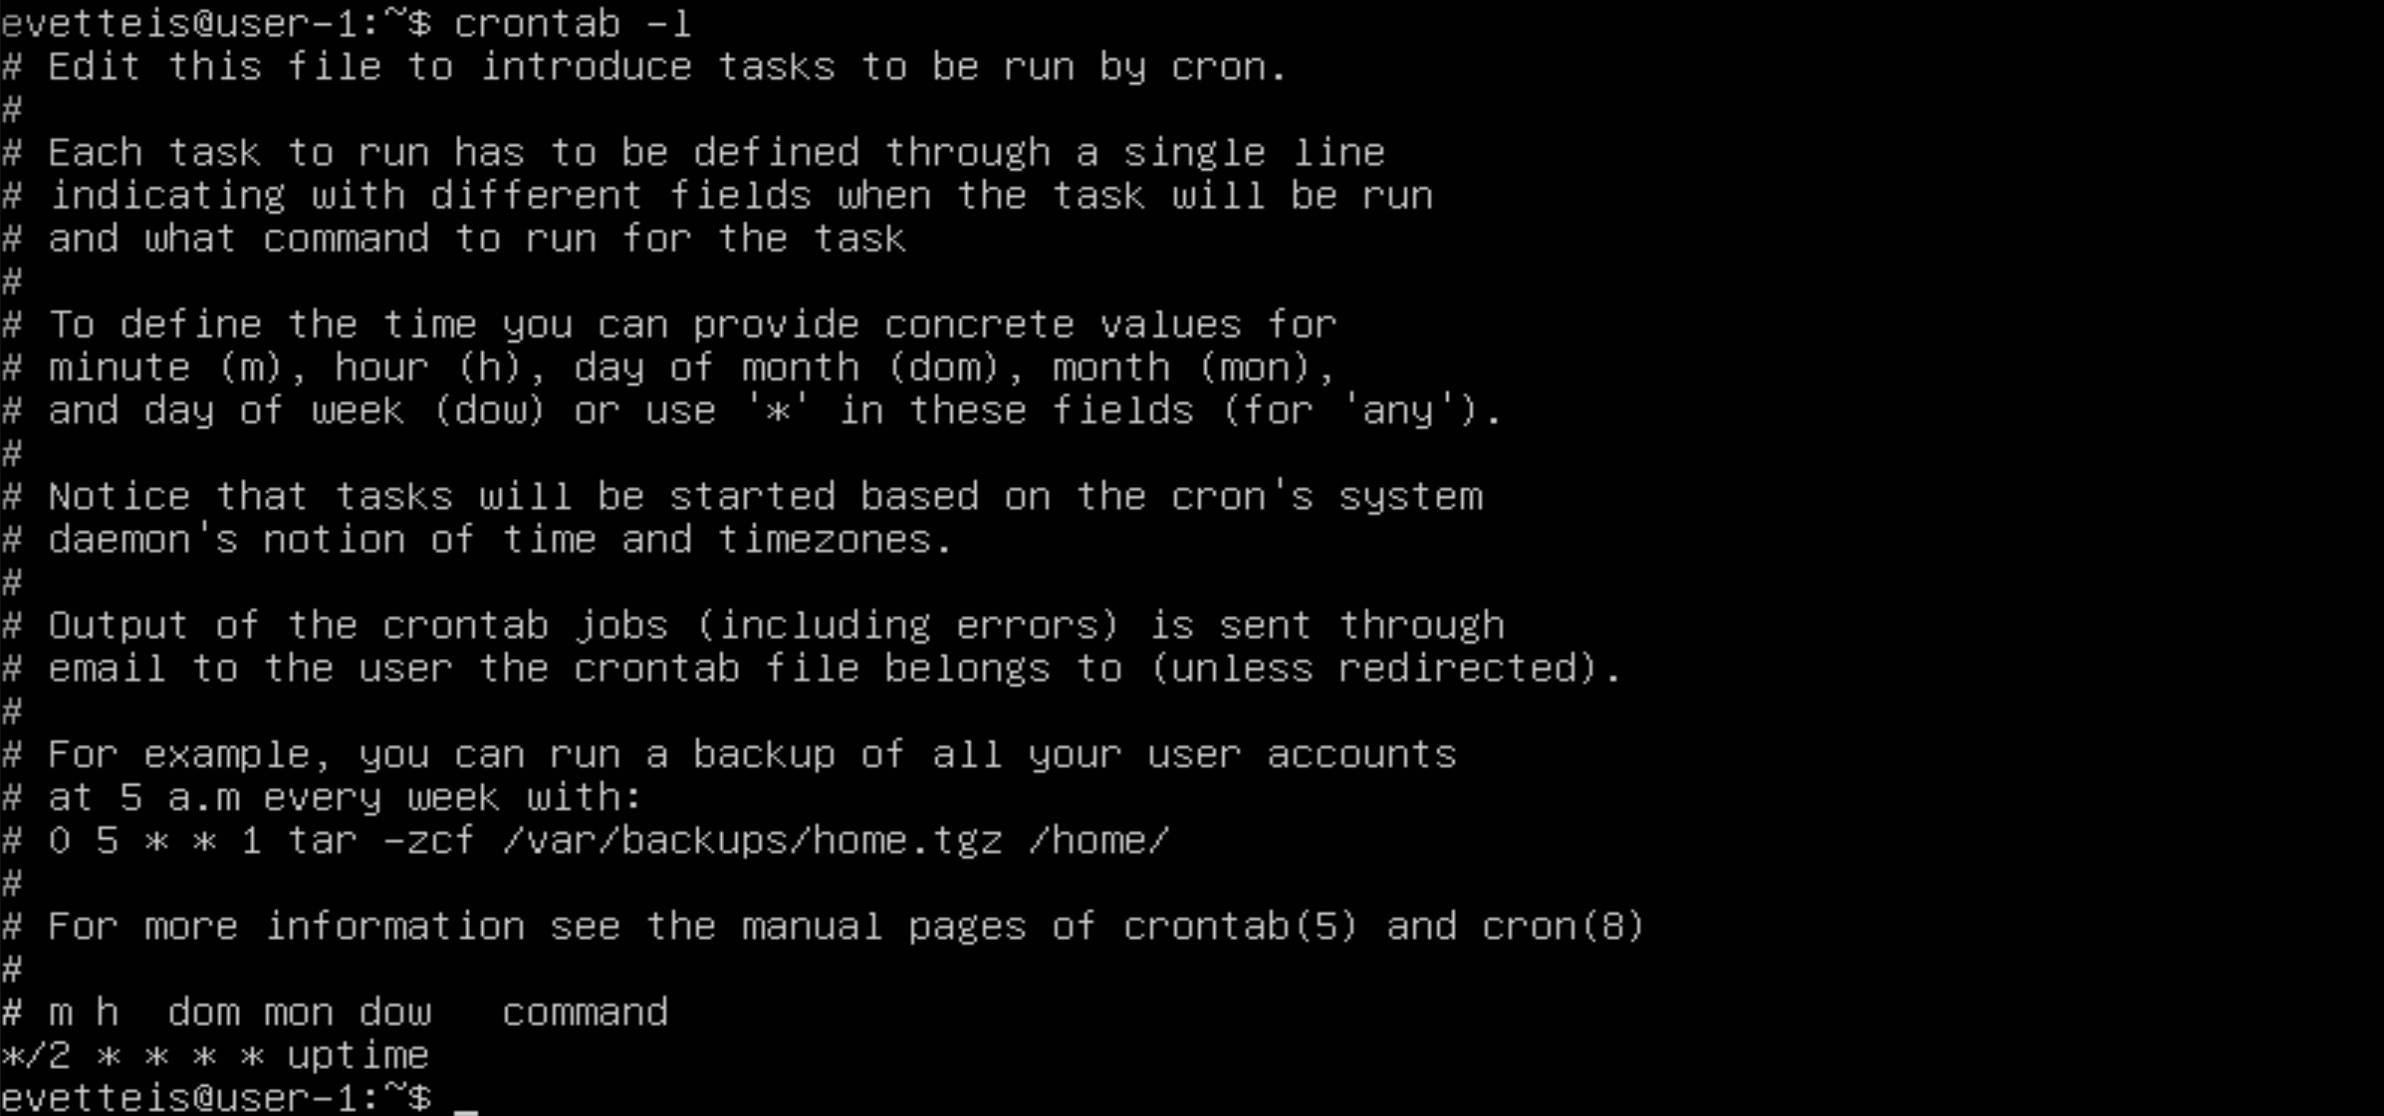 evetteis@user-1:~$ crontab -l
# Edit this file to introduce tasks to be run by cron.
#
# Each task to run has to be defined through a single line
# indicating with different fields when the task will be run
# and what command to run for the task
#
# To define the time you can provide concrete values for
# minute (m), hour (h), day of month (dom), month (mon),
# and day of week (dow) or use '*' in these fields (for 'any').
#
# Notice that tasks will be started based on the cron's system
# daemon's notion of time and timezones.
#
# Output of the crontab jobs (including errors) is sent through
# email to the user the crontab file belongs to (unless redirected).
#
# For example, you can run a backup of all your user accounts
# at 5 a.m every week with:
# 0 5 * * 1 tar -zcf /var/backups/home.tgz /home/
#
# For more information see the manual pages of crontab(5) and cron(8)
#
# m h  dom mon dow   command
*/2 * * * * uptime
evetteis@user-1:~$ _